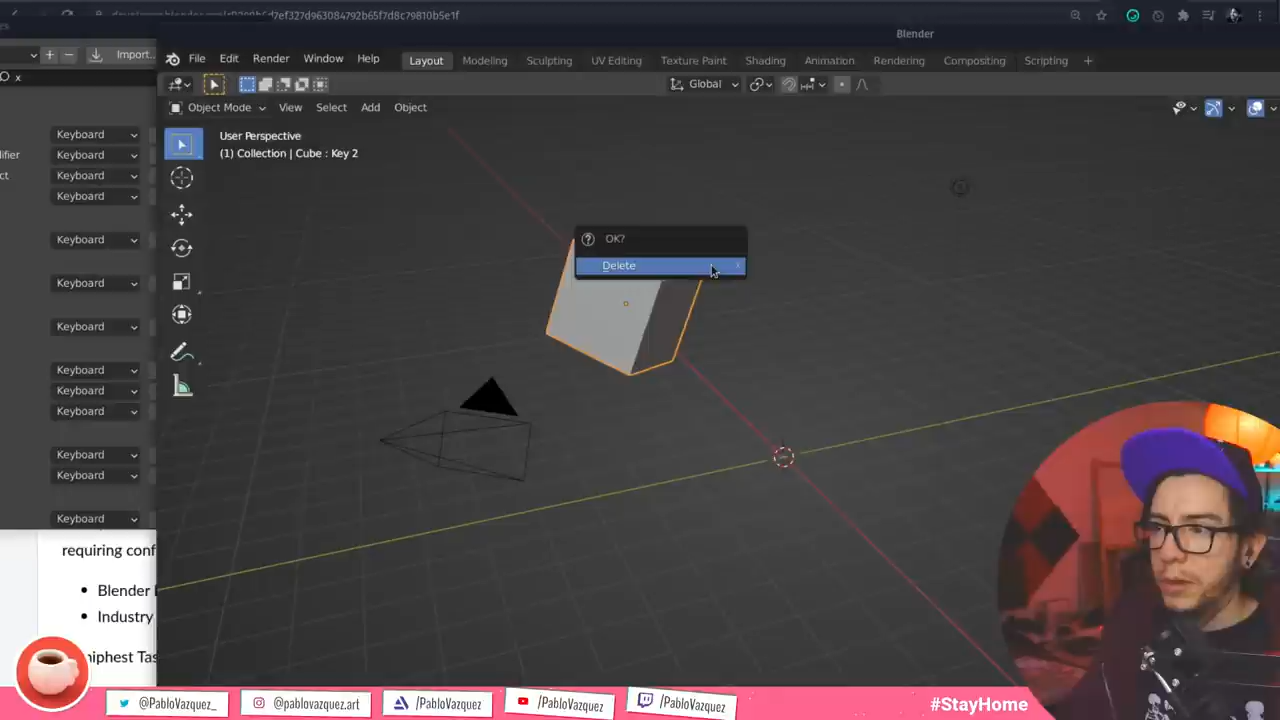 d7ef327d963084792b65f7d8c79810b5e1f
Blender
Import...
File Edit Render Window Help
Layout Modeling Sculpting UV Editing Texture Paint Shading Animation Rendering Compositing Scripting +
x
Global
Object Mode View Select Add Object
Keyboard
User Perspective
(1) Collection | Cube : Key 2
ifier Keyboard
ct Keyboard
Keyboard
Keyboard
OK?
Delete X
Keyboard
Keyboard
Keyboard
Keyboard
Keyboard
Keyboard
Keyboard
Keyboard
requiring conf
• Blender
• Industry
iphest Tas
@PabloVazquez_
@pablovazquez.art
/PabloVazquez
/PabloVazquez
/PabloVazquez
#StayHome